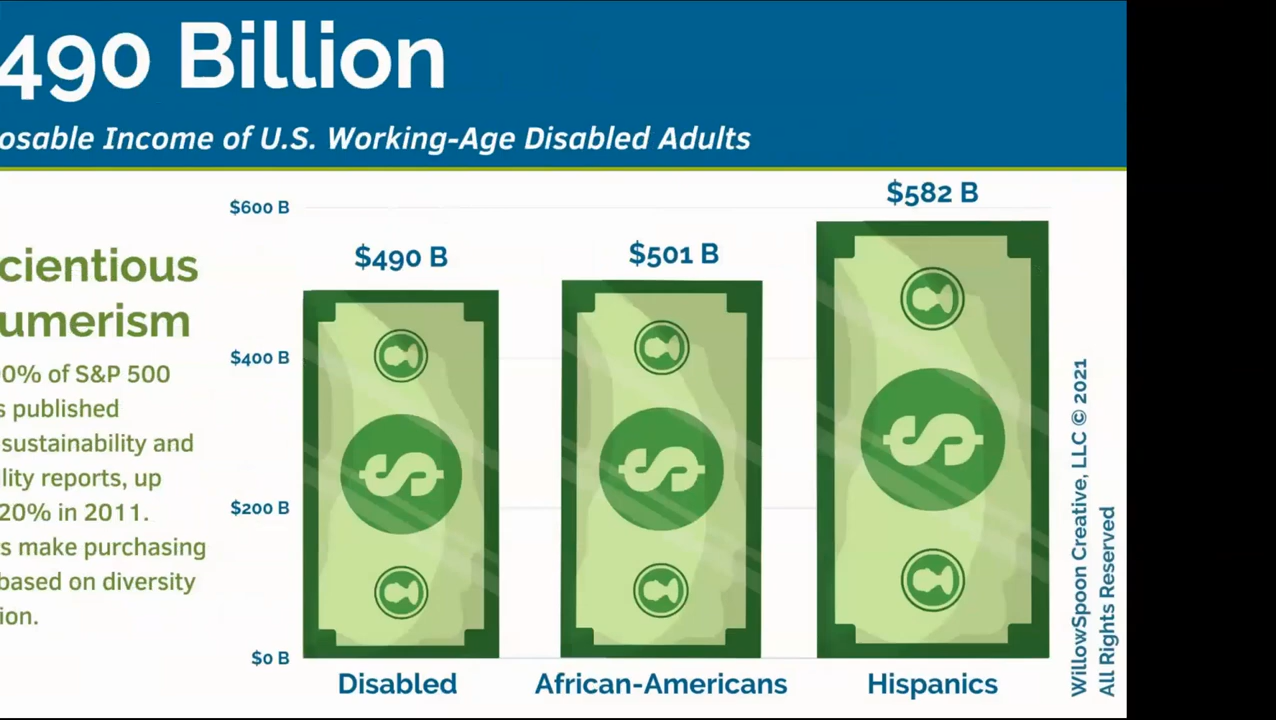 490 Billion
osable Income of U.S. Working-Age Disabled Adults
cientious
umerism
0% of S&P 500
s published
sustainability and
lity reports, up
20% in 2011.
s make purchasing
based on diversity
ion.
$600 B
$400 B
$200 B
$0 B
$490 B
$501 B
$582 B
Disabled
African-Americans
Hispanics
WillowSpoon Creative, LLC © 2021
All Rights Reserved